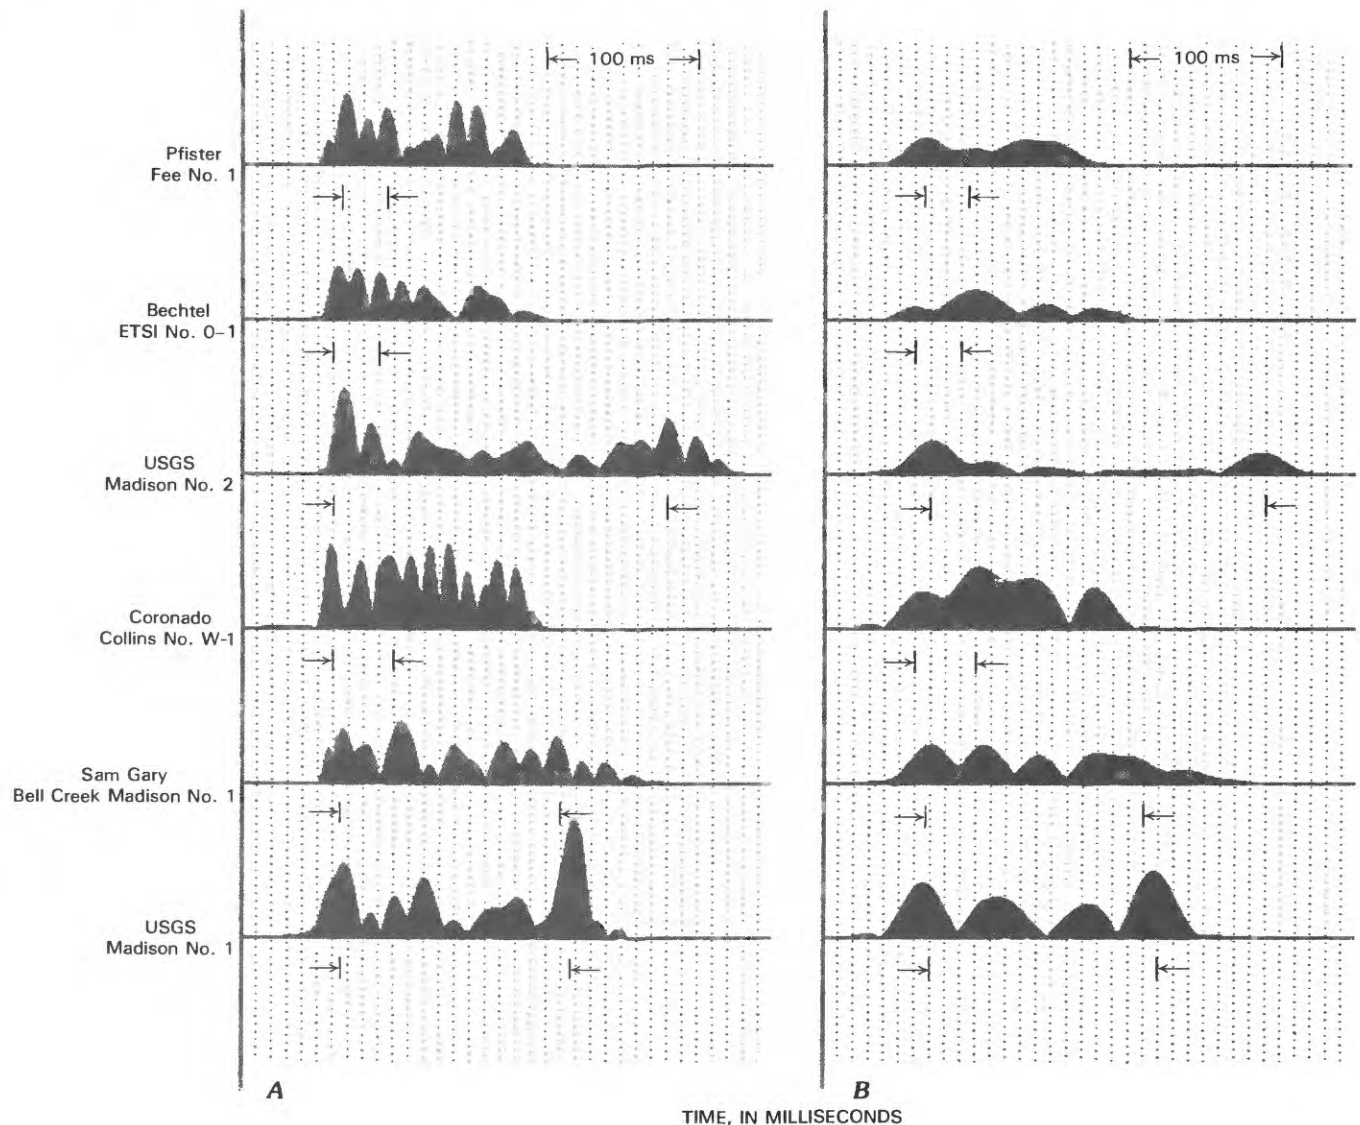 100 ms
100 ms
Pfister
Fee No. 1
Bechtel
ETSI No. O-1
USGS
Madison No. 2
Coronado
Collins No. W-1
Sam Gary
Bell Creek Madison No. 1
USGS
Madison No. 1
A
B
TIME, IN MILLISECONDS